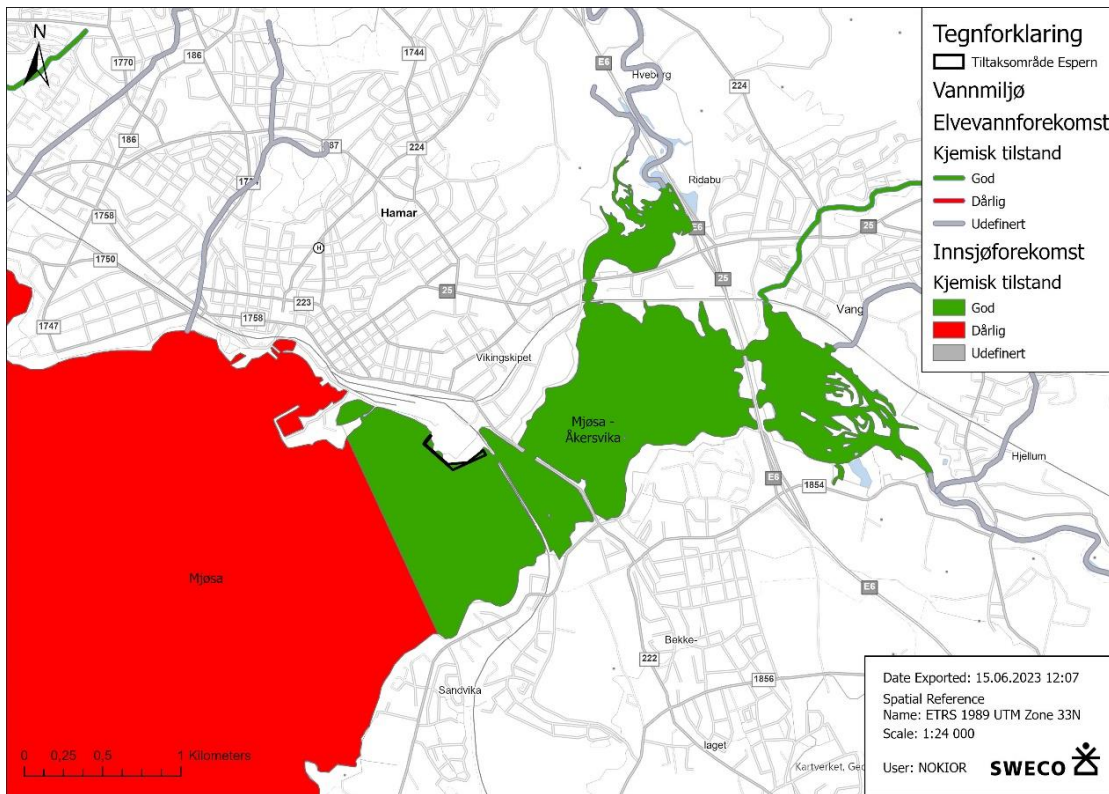 N
1770
186
1744
E6
Hveberg
224
186
224
Ridabu
1758
Hamar
E6
25
1750
H
25
223
25
1747
1758
Vang
Vikingskipet
Mjøsa -
Åkersvika
Hjellum
1854
E6
Mjøsa
E6
Bekke-
222
Sandvika
1856
laget
0 0,25 0,5 1 Kilometers
Kartverket, Geo
Tegnforklaring
Tiltaksområde Espern
Vannmiljø
Elvevannforekomst
Kjemisk tilstand
God
Dårlig
Udefinert
Innsjøforekomst
Kjemisk tilstand
God
Dårlig
Udefinert
Date Exported: 15.06.2023 12:07
Spatial Reference
Name: ETRS 1989 UTM Zone 33N
Scale: 1:24 000
User: NOKIOR
SWECO